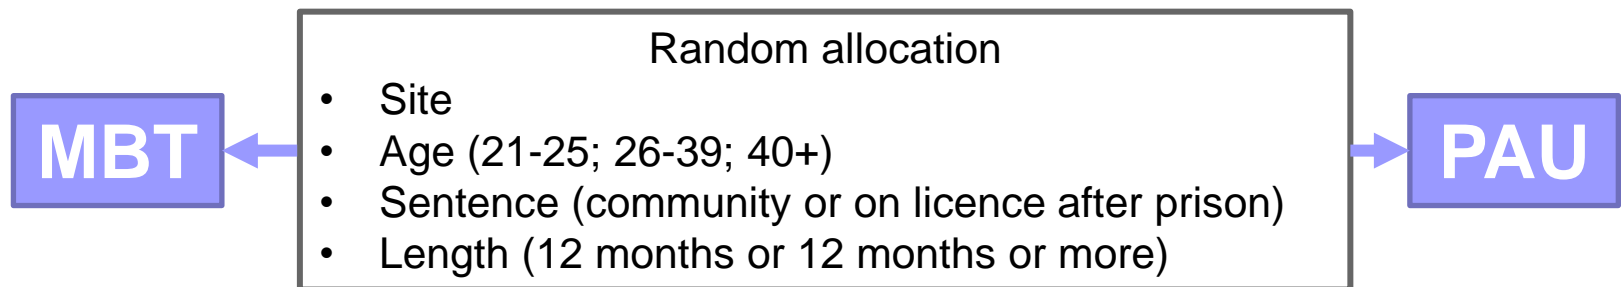 Random allocation
• Site
• Age (21-25; 26-39; 40+)
• Sentence (community or on licence after prison)
• Length (12 months or 12 months or more)
MBT
PAU